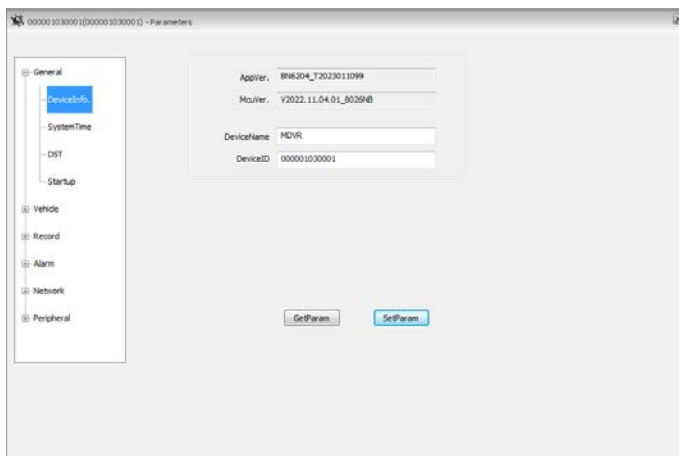 000001030001(000001030001) - Parameters
General
DeviceInfo.
SystemTime
DST
Startup
Vehicle
Record
Alarm
Network
Peripheral
AppVer. BN6204_T2023011099
McuVer. V2022.11.04.01_8026NB
DeviceName MDVR
DeviceID 000001030001
GetParam SetParam